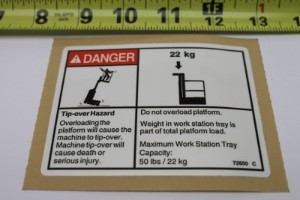 8 9 10 11 12 13 14
DANGER
22 kg
Tip-over Hazard
Overloading the
platform will cause the
machine to tip-over.
Machine tip-over will
cause death or
serious injury.
Do not overload platform.
Weight in work station tray is
part of total platform load.
Maximum Work Station Tray
Capacity:
50 lbs / 22 kg
72850 C